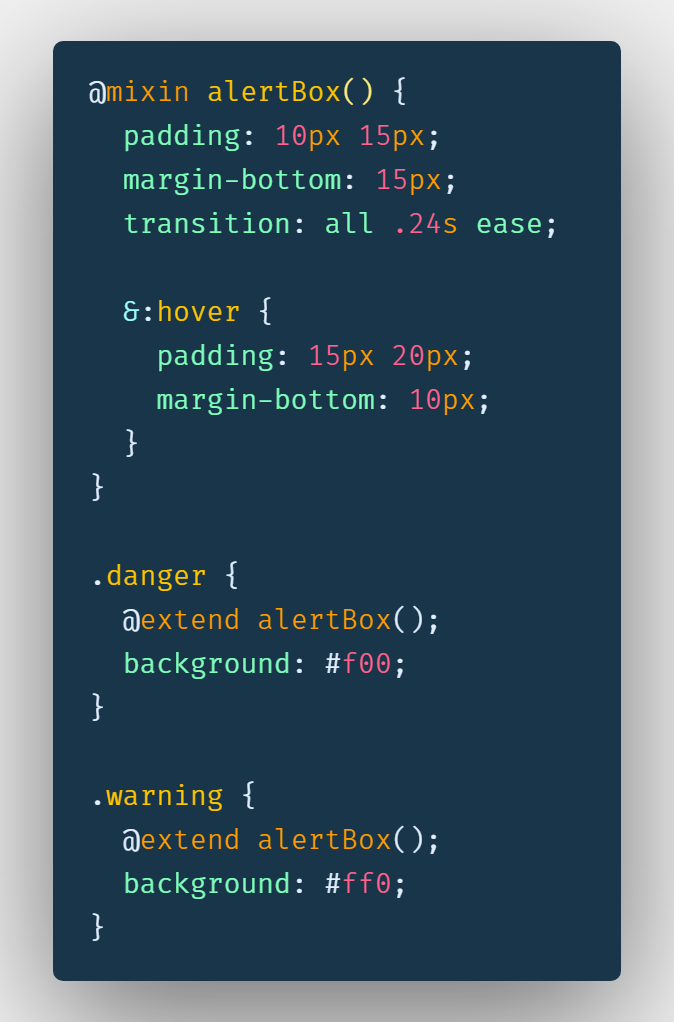 @mixin alertBox() {
  padding: 10px 15px;
  margin-bottom: 15px;
  transition: all .24s ease;

  &:hover {
    padding: 15px 20px;
    margin-bottom: 10px;
  }
}

.danger {
  @extend alertBox();
  background: #f00;
}

.warning {
  @extend alertBox();
  background: #ff0;
}